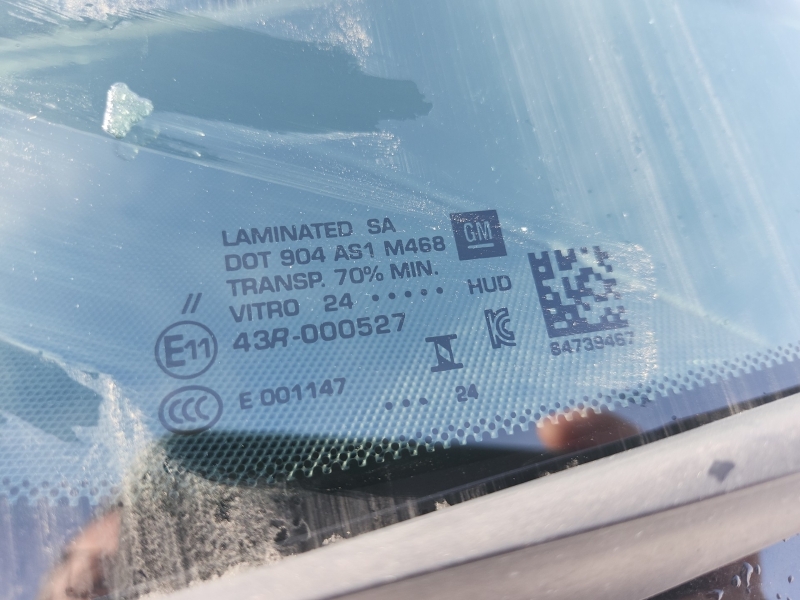 LAMINATED SA
DOT 904 AS1 M468
GM
TRANSP. 70% MIN.
VITRO 24 ..... HUD
//
E11 43R-000527
84739467
CCC E 001147
... 24